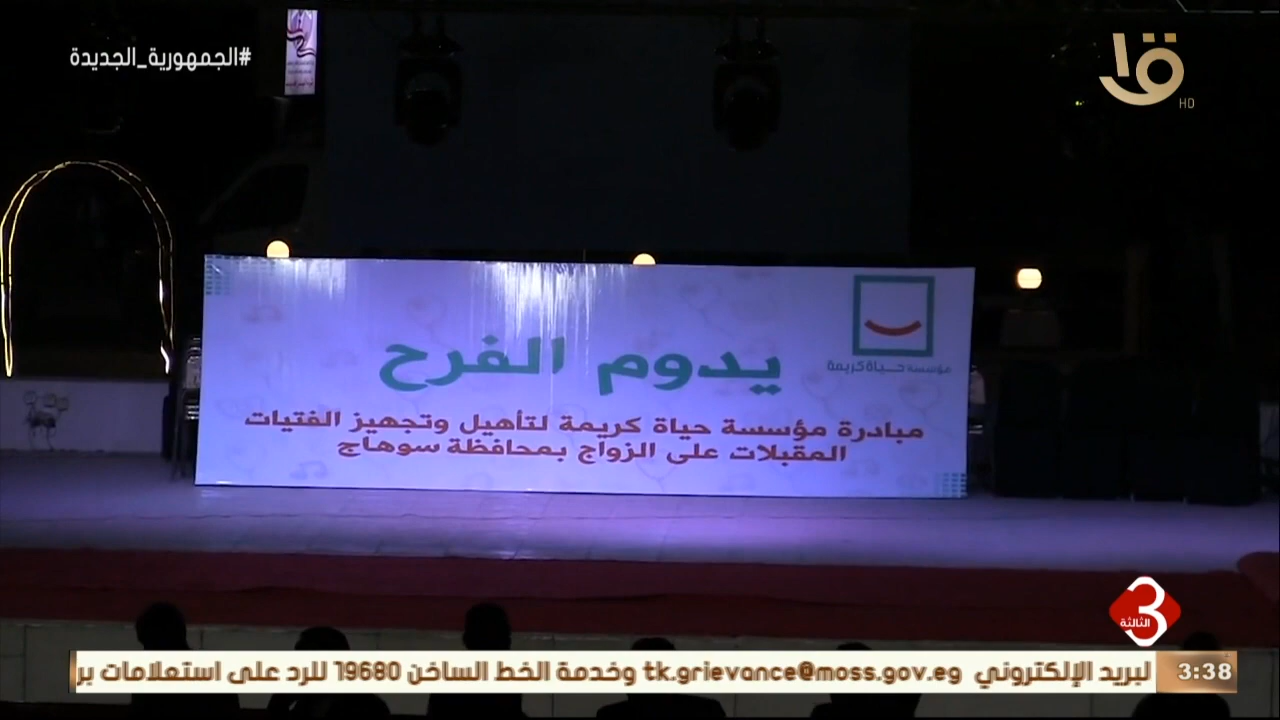 #الجمهورية_الجديدة
HD
مؤسسة حياة كريمة
يدوم الفرح
مبادرة مؤسسة حياة كريمة لتأهيل وتجهيز الفتيات
المقبلات على الزواج بمحافظة سوهاج
3
الثالثة
3:38 لبريد الإلكتروني tk.grievance@moss.gov.eg وخدمة الخط الساخن 19680 للرد على استعلامات بر